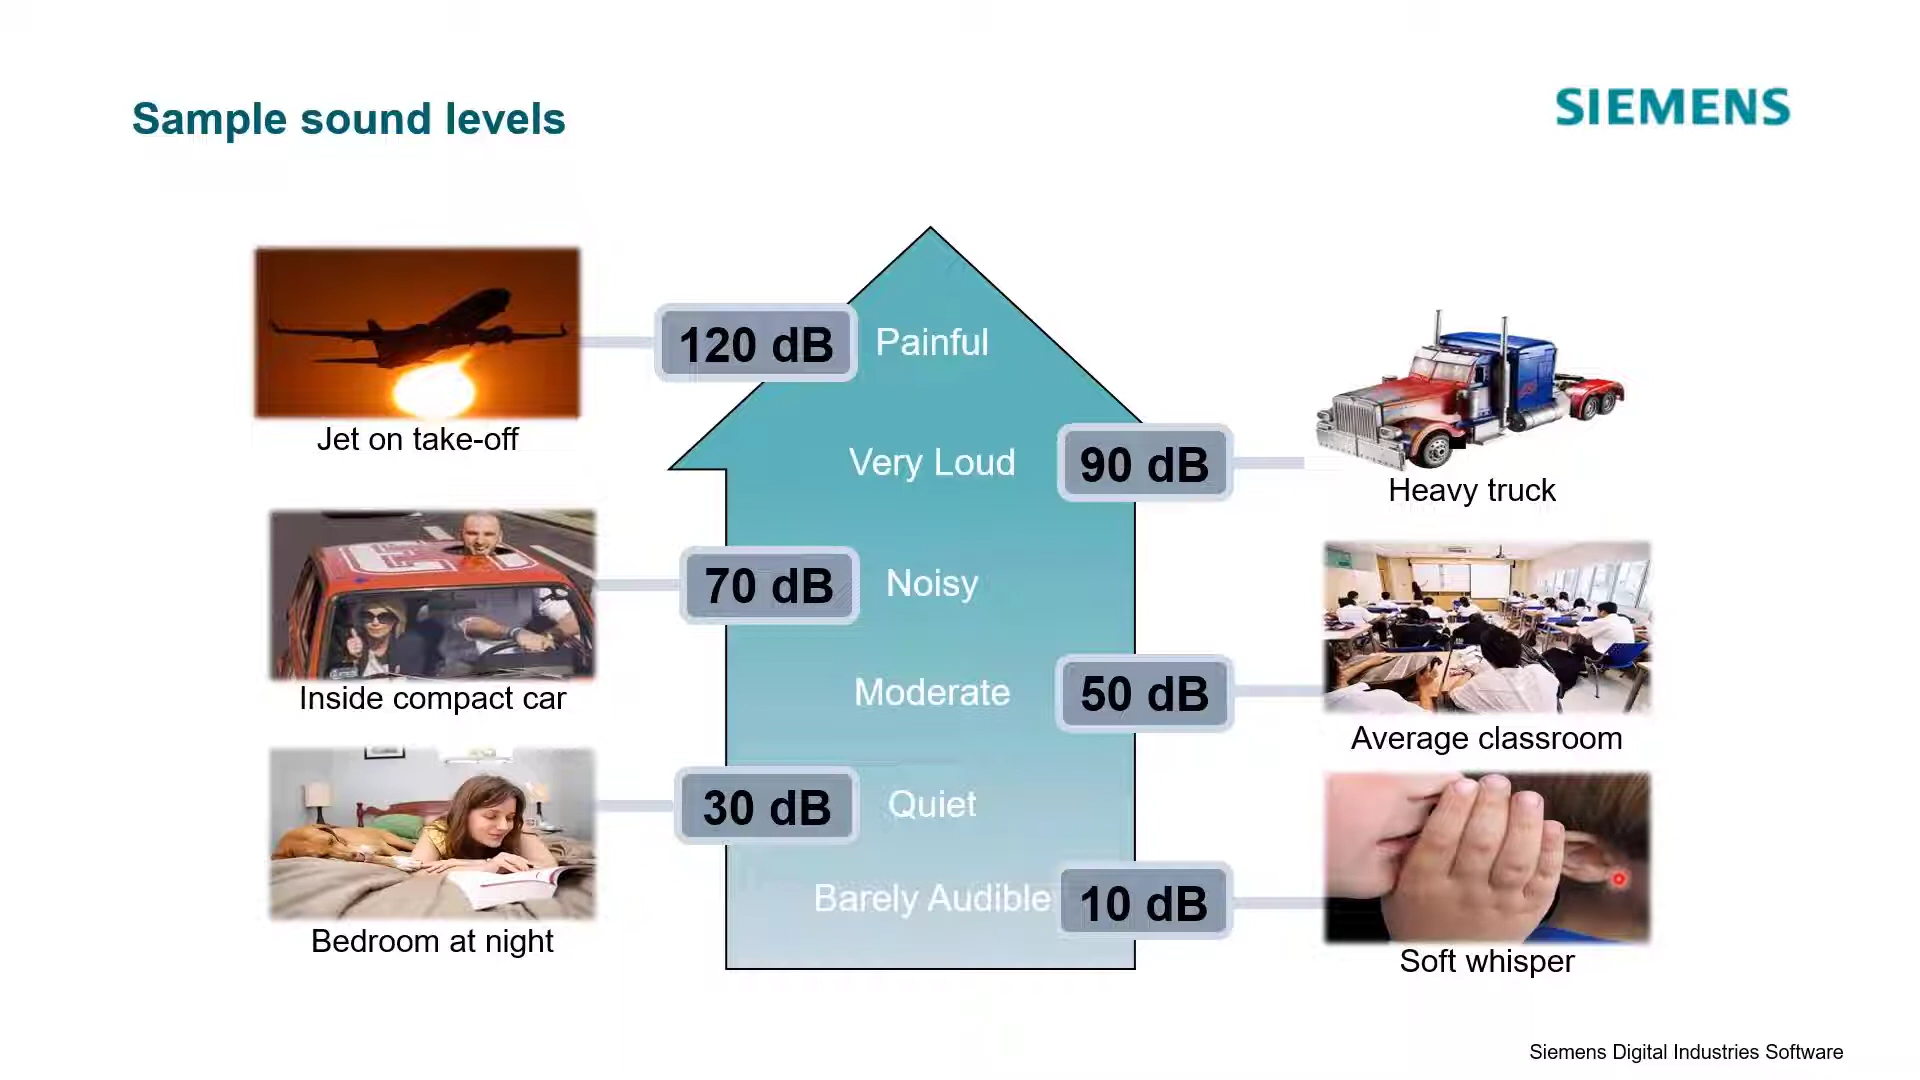 Sample sound levels
SIEMENS
120 dB
Painful
Jet on take-off
Very Loud
90 dB
Heavy truck
70 dB
Noisy
Inside compact car
Moderate
50 dB
Average classroom
30 dB
Quiet
Bedroom at night
Barely Audible
10 dB
Soft whisper
Siemens Digital Industries Software